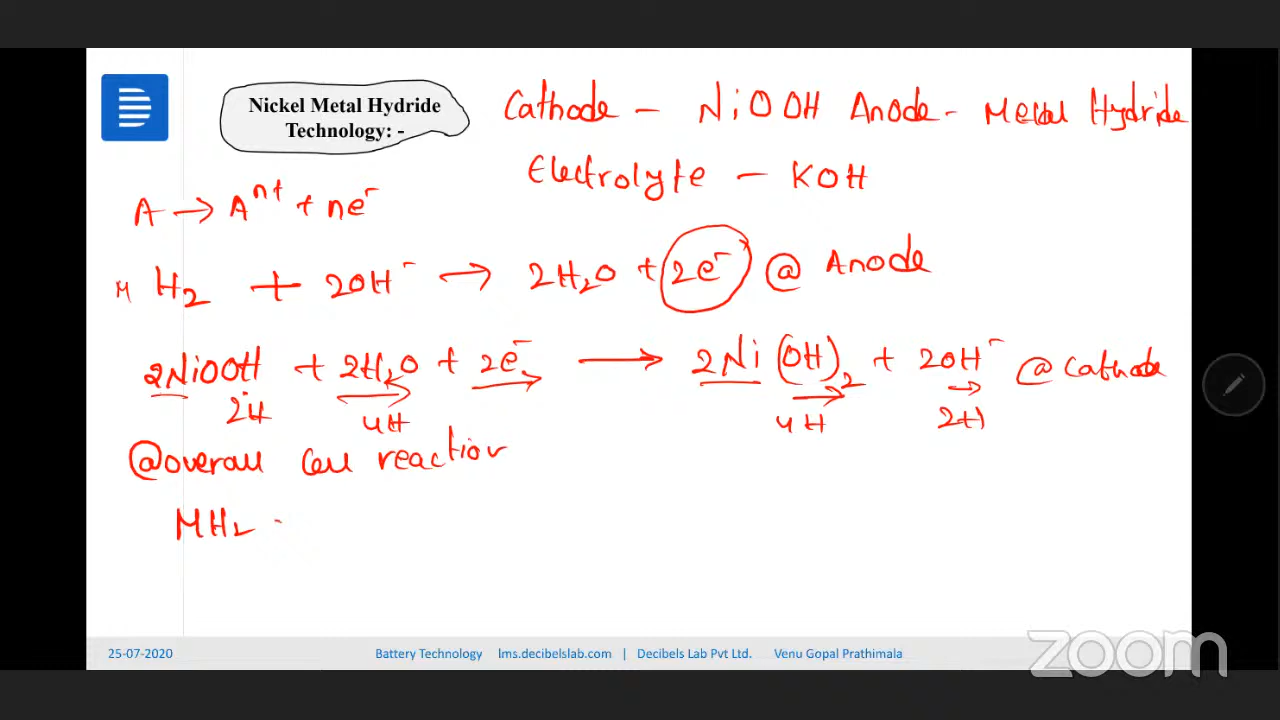 Nickel Metal Hydride
Technology: -
Cathode - NiOOH Anode - Metal Hydride
Electrolyte - KOH
A → Aⁿ⁺ + ne⁻
M H₂ + 2OH⁻ → 2H₂O + 2e⁻ @ Anode
2NiOOH + 2H₂O + 2e⁻ → 2Ni(OH)₂ + 2OH⁻ @ Cathode
2H 4H 4H 2H
@overall cell reaction
MH₂
25-07-2020 Battery Technology lms.decibelslab.com | Decibels Lab Pvt Ltd. Venu Gopal Prathimala
zoom